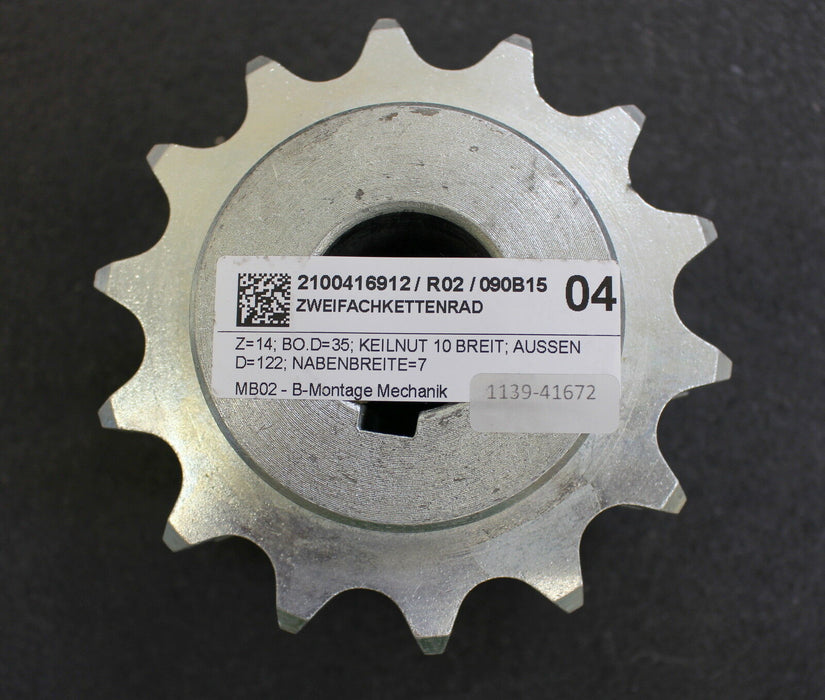 2100416912 / R02 / 090B15 04
ZWEIFACHKETTENRAD
Z=14; BO.D=35; KEILNUT 10 BREIT; AUSSEN
D=122; NABENBREITE=7
MB02 - B-Montage Mechanik
1139-41672